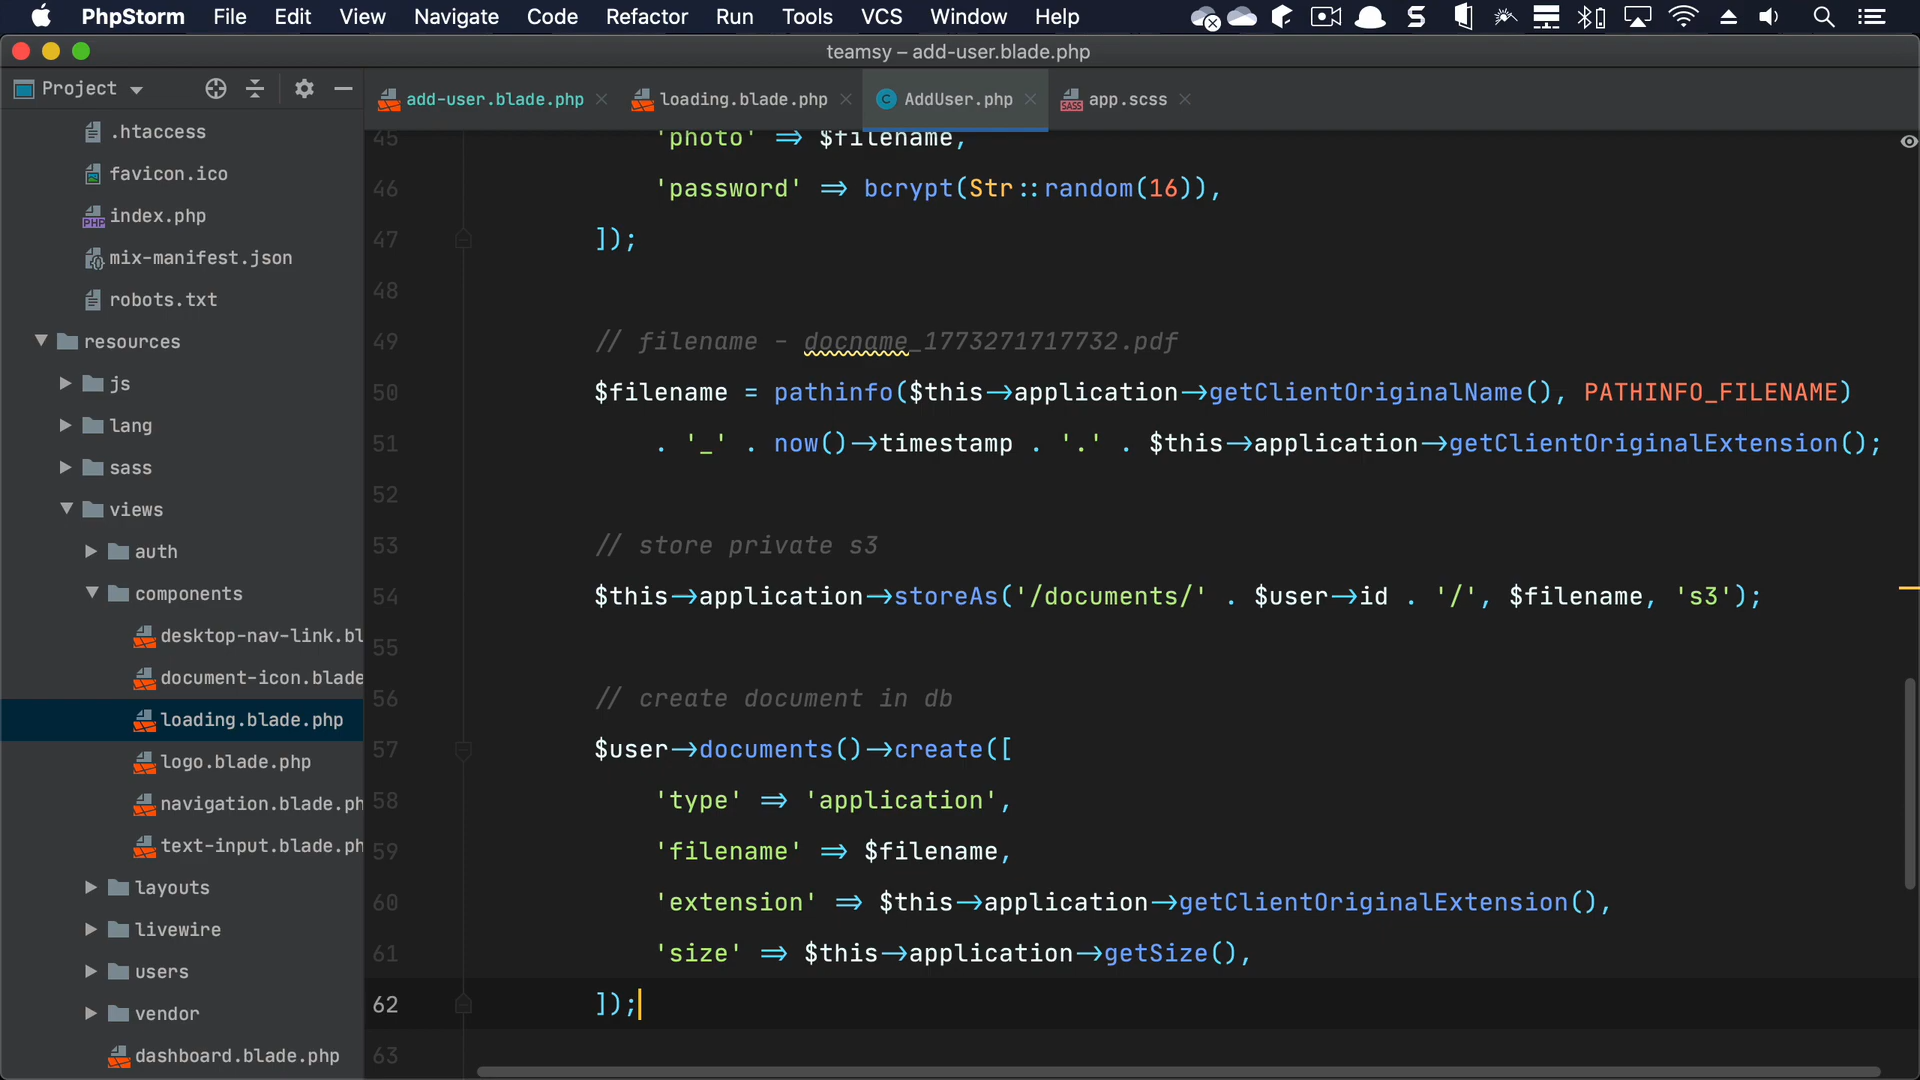 PhpStorm File Edit View Navigate Code Refactor Run Tools VCS Window Help
teamsy – add-user.blade.php
Project
add-user.blade.php loading.blade.php AddUser.php app.scss
.htaccess
favicon.ico
index.php
mix-manifest.json
robots.txt
resources
js
lang
sass
views
auth
components
desktop-nav-link.bl
document-icon.blade
loading.blade.php
logo.blade.php
navigation.blade.ph
text-input.blade.ph
layouts
livewire
users
vendor
dashboard.blade.php
45 'photo' => $filename,
46 'password' => bcrypt(Str::random(16)),
47 ]);
48
49 // filename - docname_1773271717732.pdf
50 $filename = pathinfo($this->application->getClientOriginalName(), PATHINFO_FILENAME)
51 . '_' . now()->timestamp . '.' . $this->application->getClientOriginalExtension();
52
53 // store private s3
54 $this->application->storeAs('/documents/' . $user->id . '/', $filename, 's3');
55
56 // create document in db
57 $user->documents()->create([
58 'type' => 'application',
59 'filename' => $filename,
60 'extension' => $this->application->getClientOriginalExtension(),
61 'size' => $this->application->getSize(),
62 ]);
63